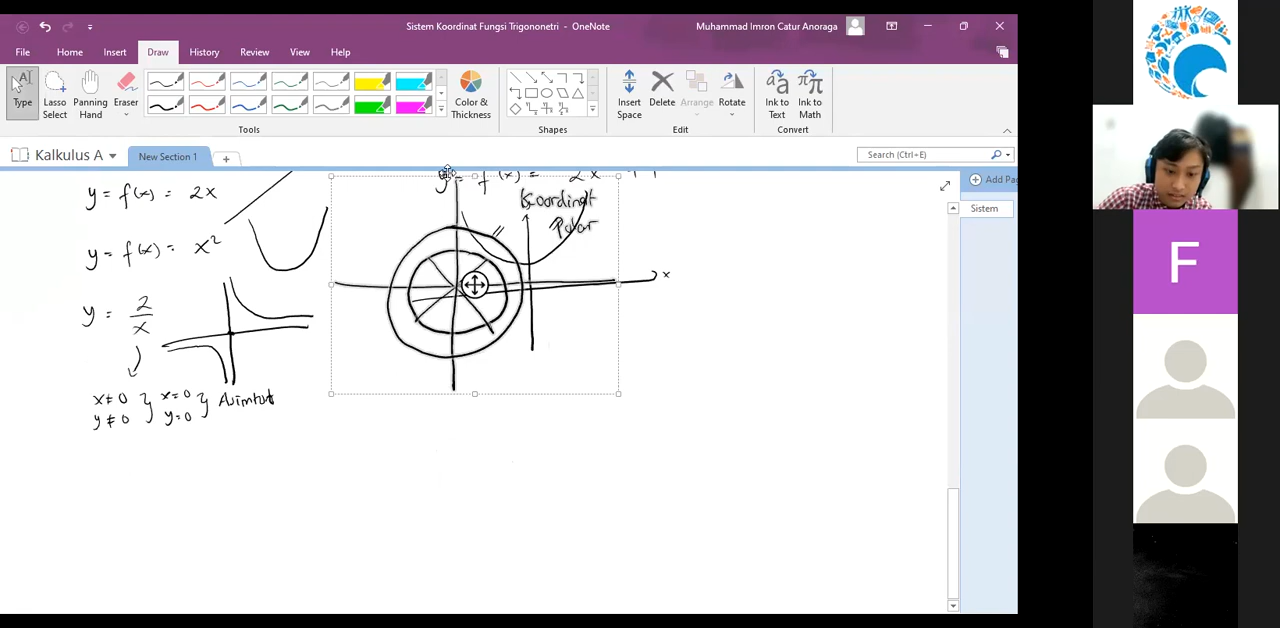 Sistem Koordinat Fungsi Trigononetri - OneNote
Muhammad Imron Catur Anoraga
File Home Insert Draw History Review View Help
Type
Lasso Select
Panning Hand
Eraser
Color & Thickness
Insert Space
Delete
Arrange
Rotate
Ink to Text
Ink to Math
Tools
Shapes
Edit
Convert
Kalkulus A
New Section 1
Search (Ctrl+E)
Add Pa
Sistem
y = f(x) = 2x
y = f(x) = x²
y = 2/x
x ≠ 0 } x = 0 } Asimtot
y ≠ 0 } y = 0 }
y = f(x) = 2x
Koordinat
Polar
x
F